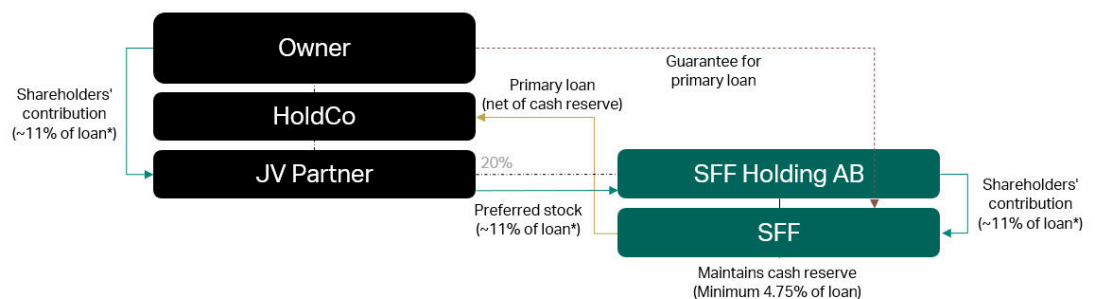 Owner
Guarantee for
primary loan
Shareholders'
contribution
(~11% of loan*)
Primary loan
(net of cash reserve)
HoldCo
JV Partner
20%
SFF Holding AB
Shareholders'
contribution
(~11% of loan*)
Preferred stock
(~11% of loan*)
SFF
Maintains cash reserve
(Minimum 4.75% of loan)